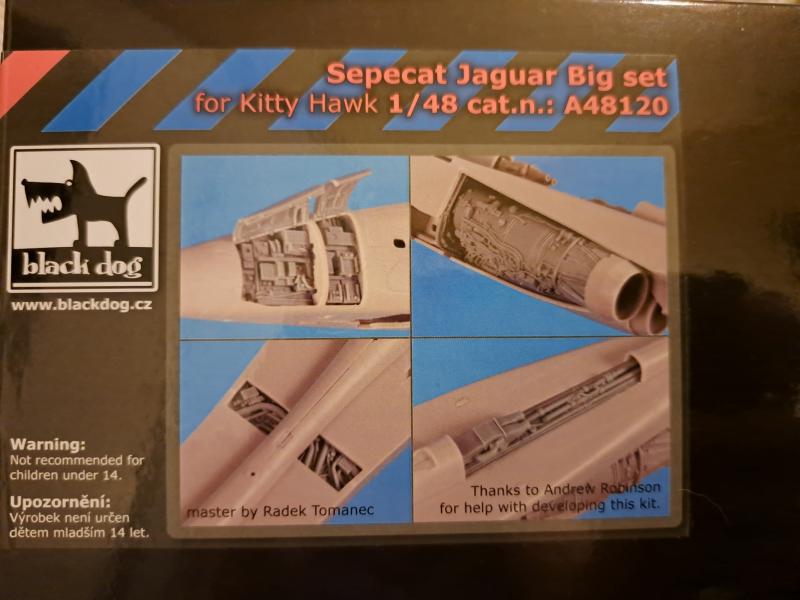 Sepecat Jaguar Big set
for Kitty Hawk 1/48 cat.n.: A48120
black dog
www.blackdog.cz
Warning:
Not recommended for
children under 14.
Upozornění:
Výrobek není určen
dětem mladším 14 let.
master by Radek Tomanec
Thanks to Andrew Robinson
for help with developing this kit.